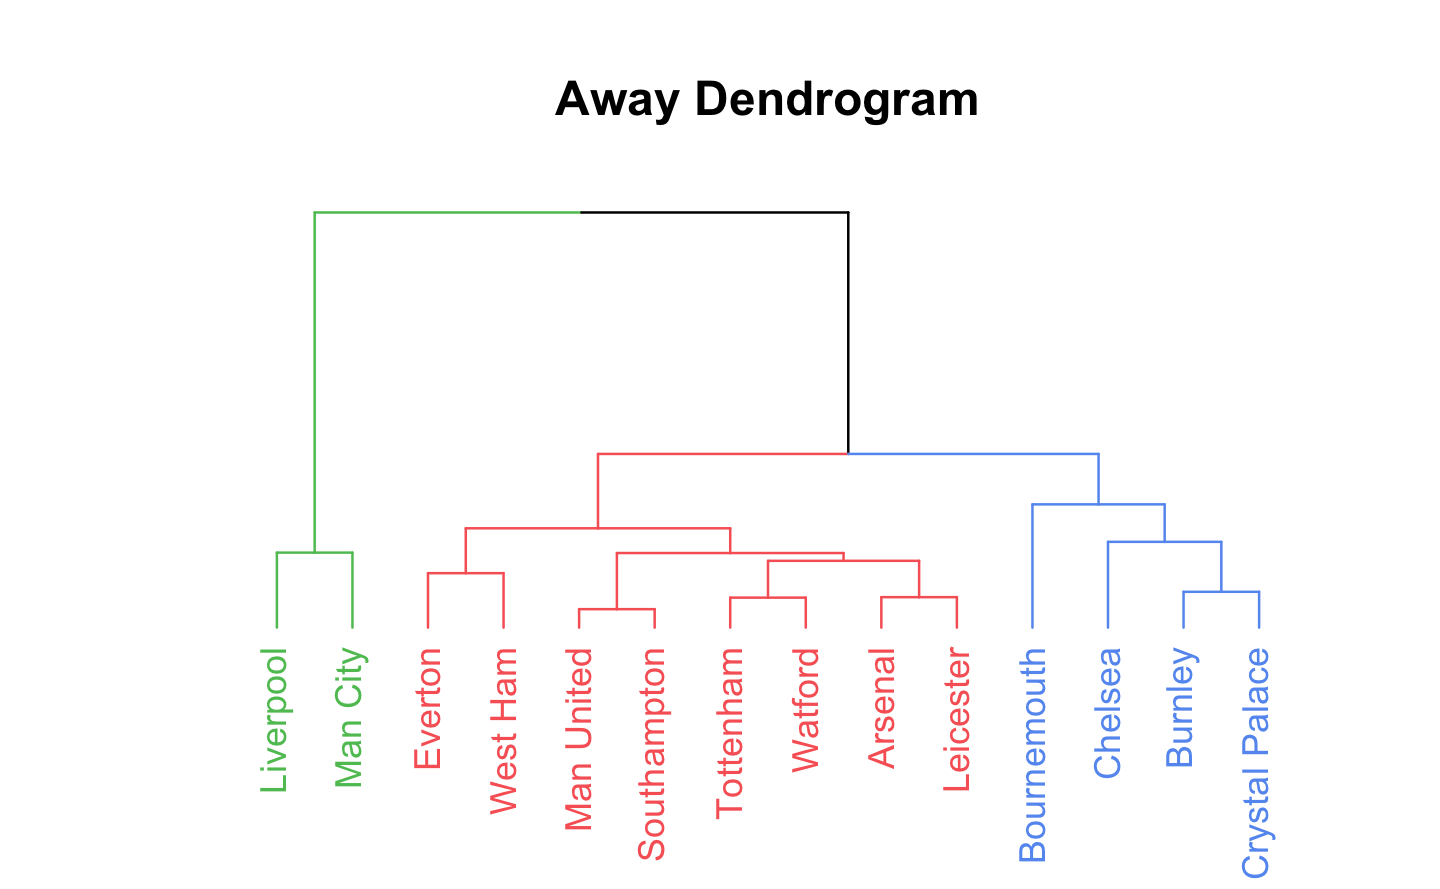 Away Dendrogram
Liverpool
Man City
Everton
West Ham
Man United
Southampton
Tottenham
Watford
Arsenal
Leicester
Bournemouth
Chelsea
Burnley
Crystal Palace